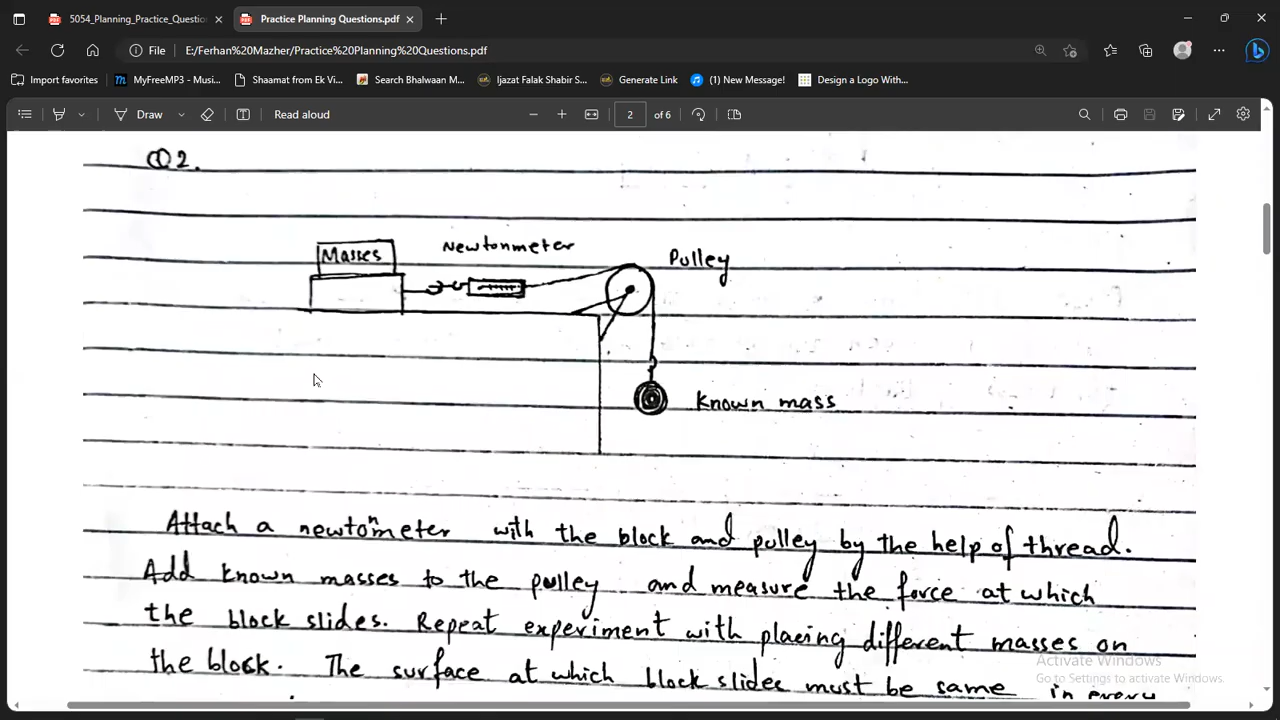 5054_Planning_Practice_Questio
Practice Planning Questions.pdf
File
E:/Ferhan%20Mazher/Practice%20Planning%20Questions.pdf
Import favorites
MyFreeMP3 - Musi...
Shaamat from Ek Vi...
Search Bhalwaan M...
Ijazat Falak Shabir S...
Generate Link
(1) New Message!
Design a Logo With...
Draw
Read aloud
2 of 6
Q2.
Masses
Newtonmeter
Pulley
Known mass
Attach a newtonmeter with the block and pulley by the help of thread.
Add known masses to the pulley and measure the force at which
the block slides. Repeat experiment with placing different masses on
the block. The surface at which block slides must be same in every
Activate Windows
Go to Settings to activate Windows.